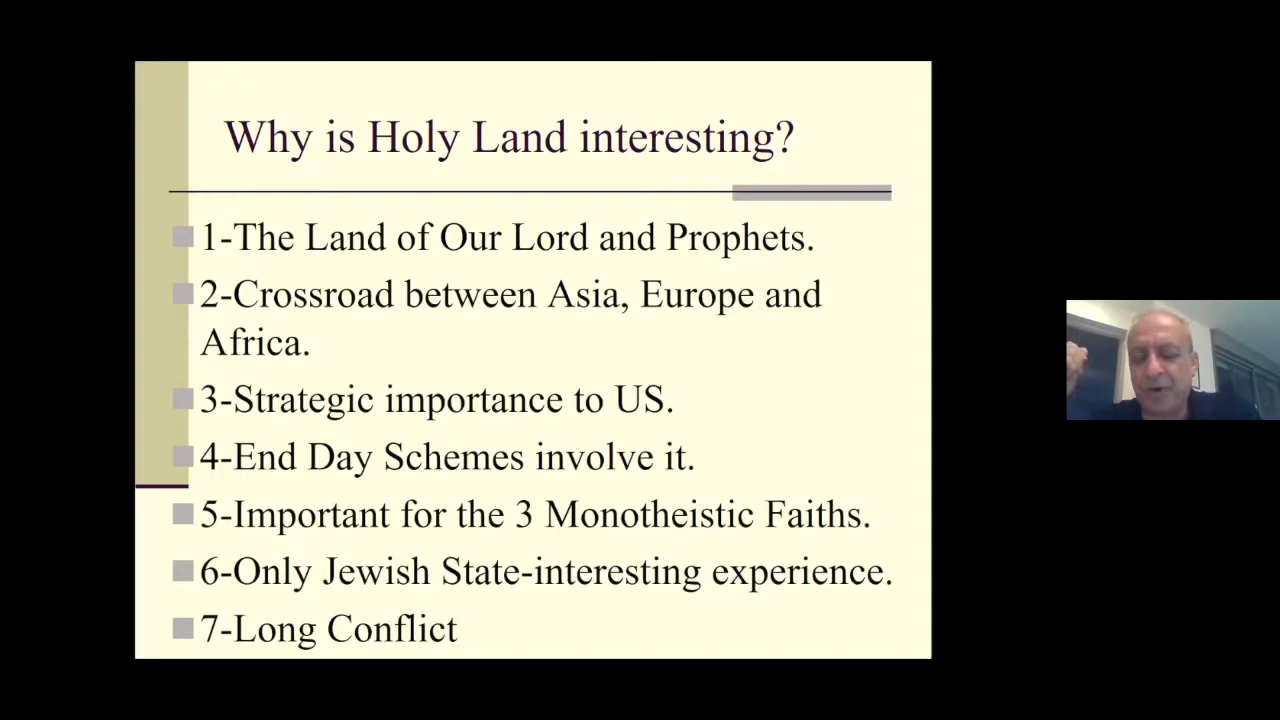 Why is Holy Land interesting?
1-The Land of Our Lord and Prophets.
2-Crossroad between Asia, Europe and
Africa.
3-Strategic importance to US.
4-End Day Schemes involve it.
5-Important for the 3 Monotheistic Faiths.
6-Only Jewish State-interesting experience.
7-Long Conflict